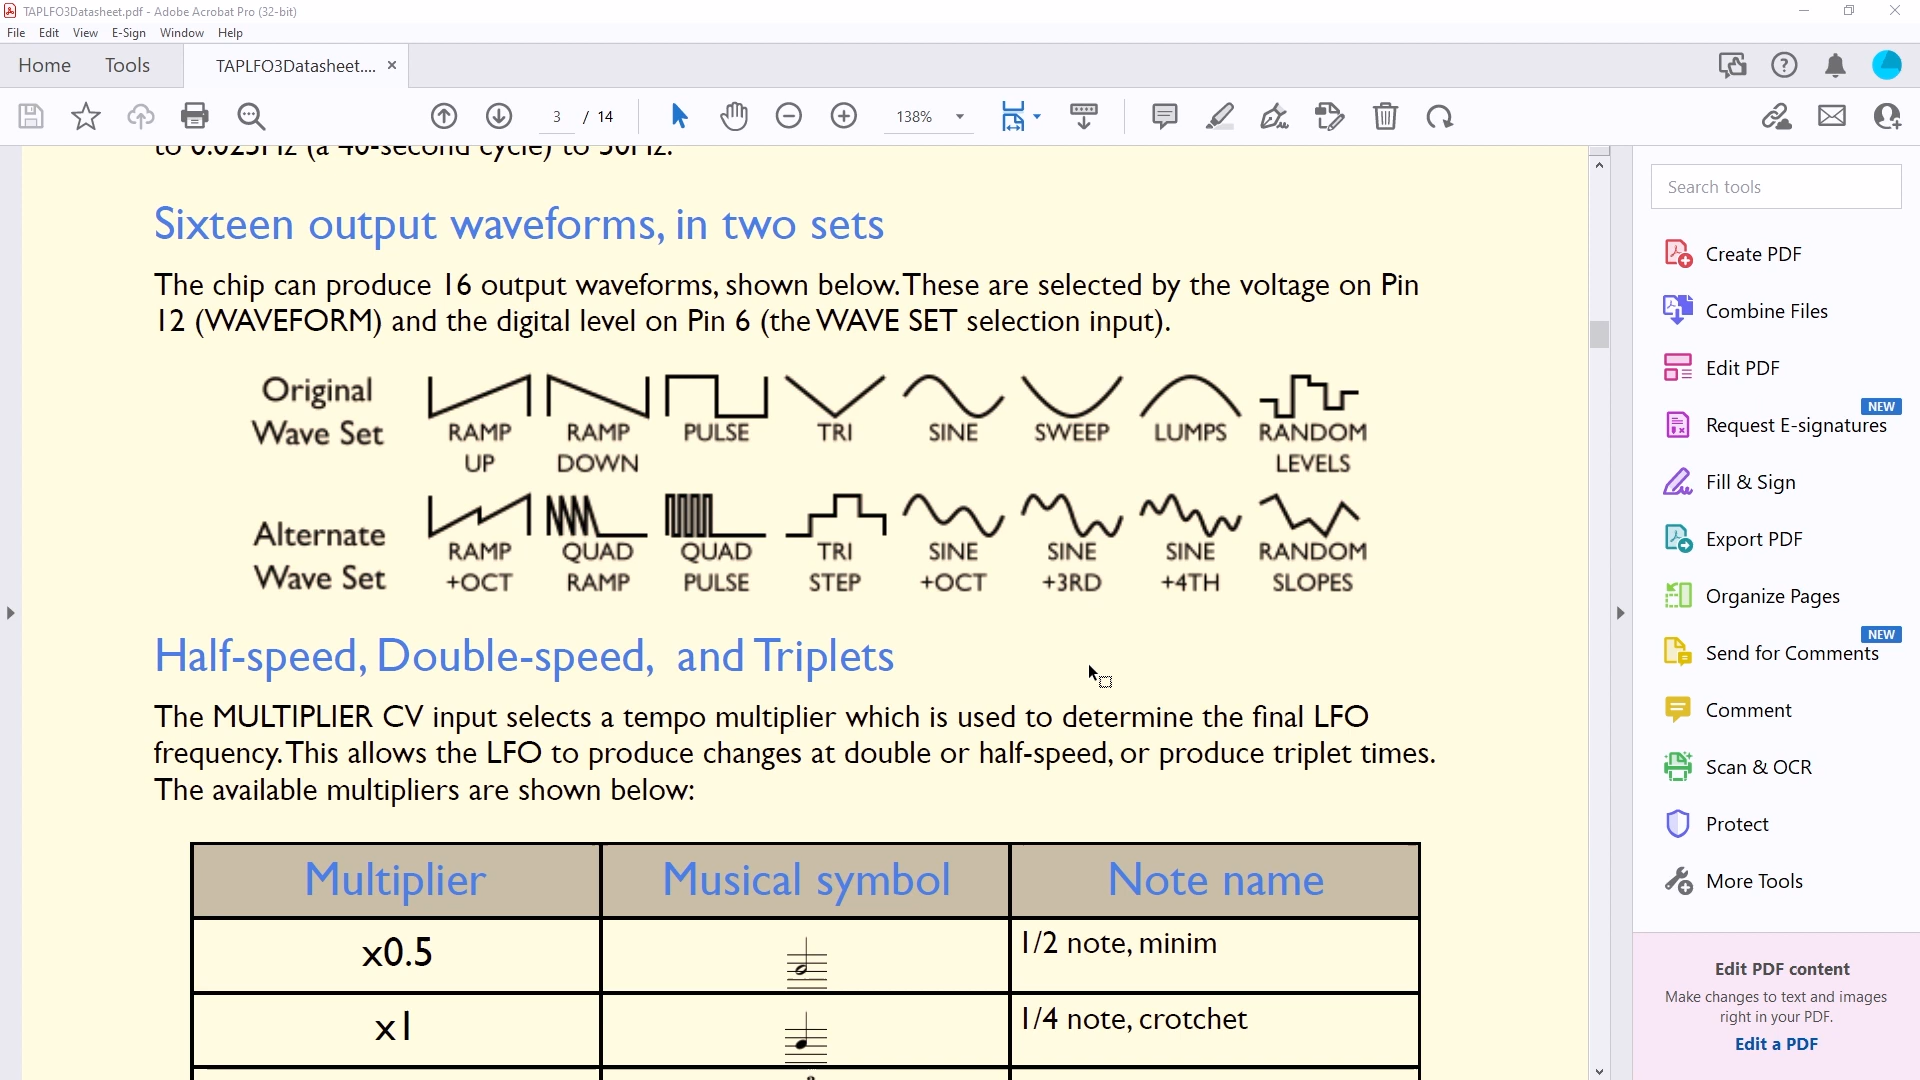 TAPLFO3Datasheet.pdf - Adobe Acrobat Pro (32-bit)
File Edit View E-Sign Window Help
Home Tools TAPLFO3Datasheet.... ×
3 / 14 138%
to 0.025Hz (a 40-second cycle) to 50Hz.
Sixteen output waveforms, in two sets
The chip can produce 16 output waveforms, shown below. These are selected by the voltage on Pin
12 (WAVEFORM) and the digital level on Pin 6 (the WAVE SET selection input).
Original
Wave Set
RAMP UP
RAMP DOWN
PULSE
TRI
SINE
SWEEP
LUMPS
RANDOM LEVELS
Alternate
Wave Set
RAMP +OCT
QUAD RAMP
QUAD PULSE
TRI STEP
SINE +OCT
SINE +3RD
SINE +4TH
RANDOM SLOPES
Half-speed, Double-speed, and Triplets
The MULTIPLIER CV input selects a tempo multiplier which is used to determine the final LFO
frequency. This allows the LFO to produce changes at double or half-speed, or produce triplet times.
The available multipliers are shown below:
Multiplier Musical symbol Note name
x0.5 1/2 note, minim
x1 1/4 note, crotchet
Search tools
Create PDF
Combine Files
Edit PDF
NEW
Request E-signatures
Fill & Sign
Export PDF
Organize Pages
NEW
Send for Comments
Comment
Scan & OCR
Protect
More Tools
Edit PDF content
Make changes to text and images
right in your PDF.
Edit a PDF